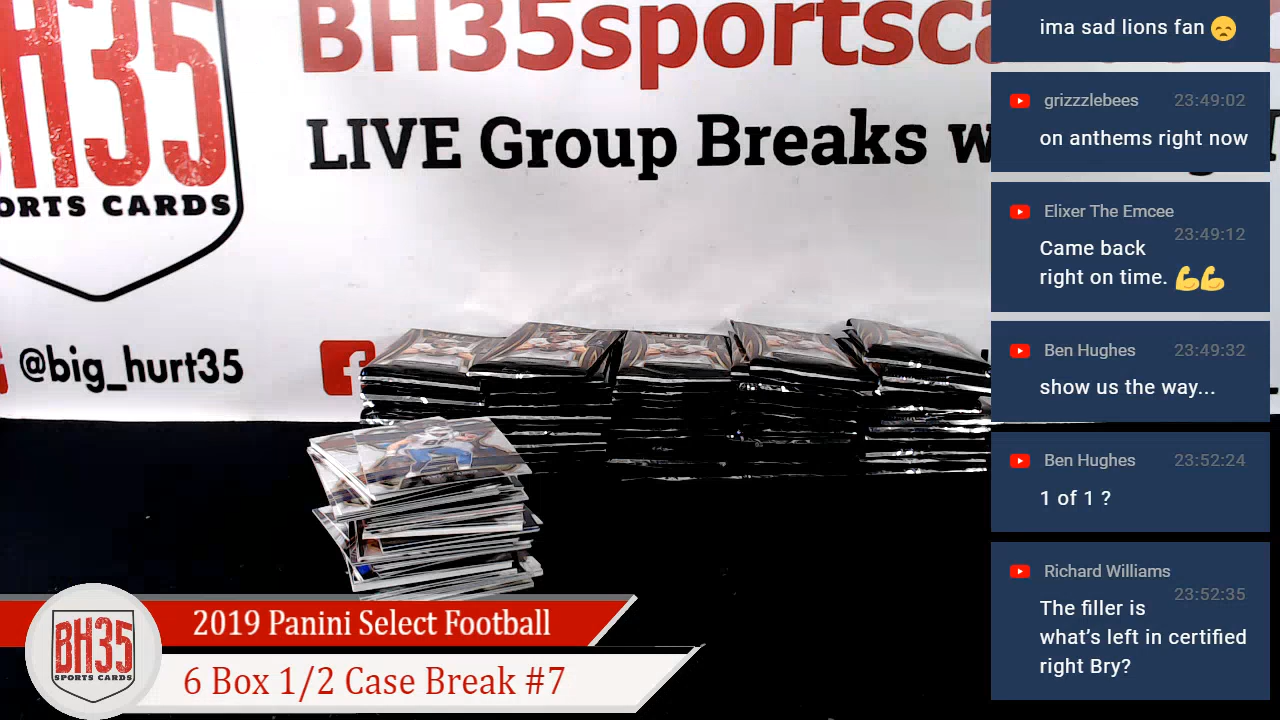 BH35
ORTS CARDS
@big_hurt35
BH35sportsca
LIVE Group Breaks w
ima sad lions fan 😞
grizzzlebees 23:49:02
on anthems right now
Elixer The Emcee
23:49:12
Came back
right on time. 💪💪
Ben Hughes 23:49:32
show us the way...
Ben Hughes 23:52:24
1 of 1 ?
Richard Williams
23:52:35
The filler is
what's left in certified
right Bry?
BH35
SPORTS CARDS
2019 Panini Select Football
6 Box 1/2 Case Break #7